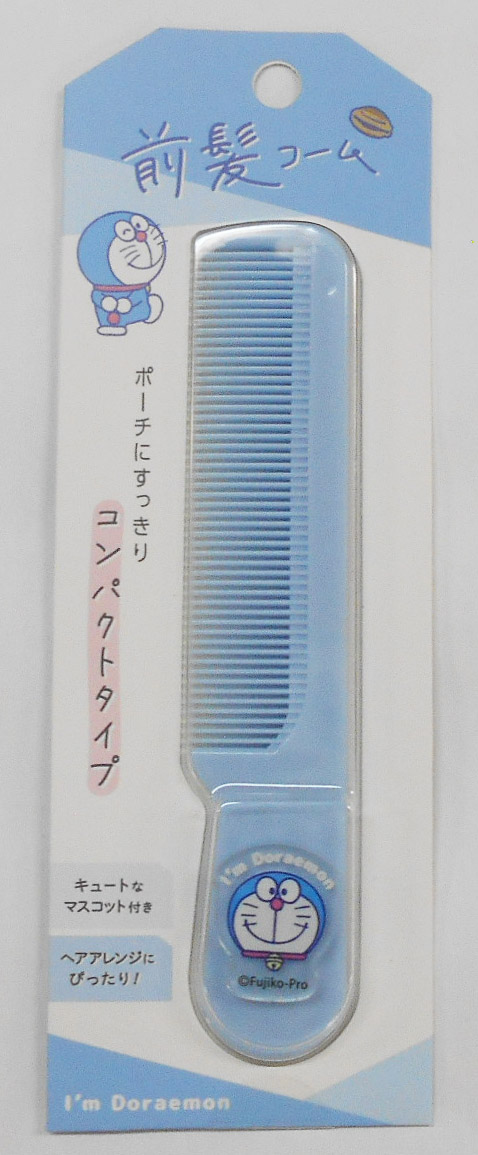 前髪コーム
ポーチにすっきり
コンパクトタイプ
キュートな
マスコット付き
ヘアアレンジに
ぴったり！
I'm Doraemon
©Fujiko-Pro
I'm Doraemon